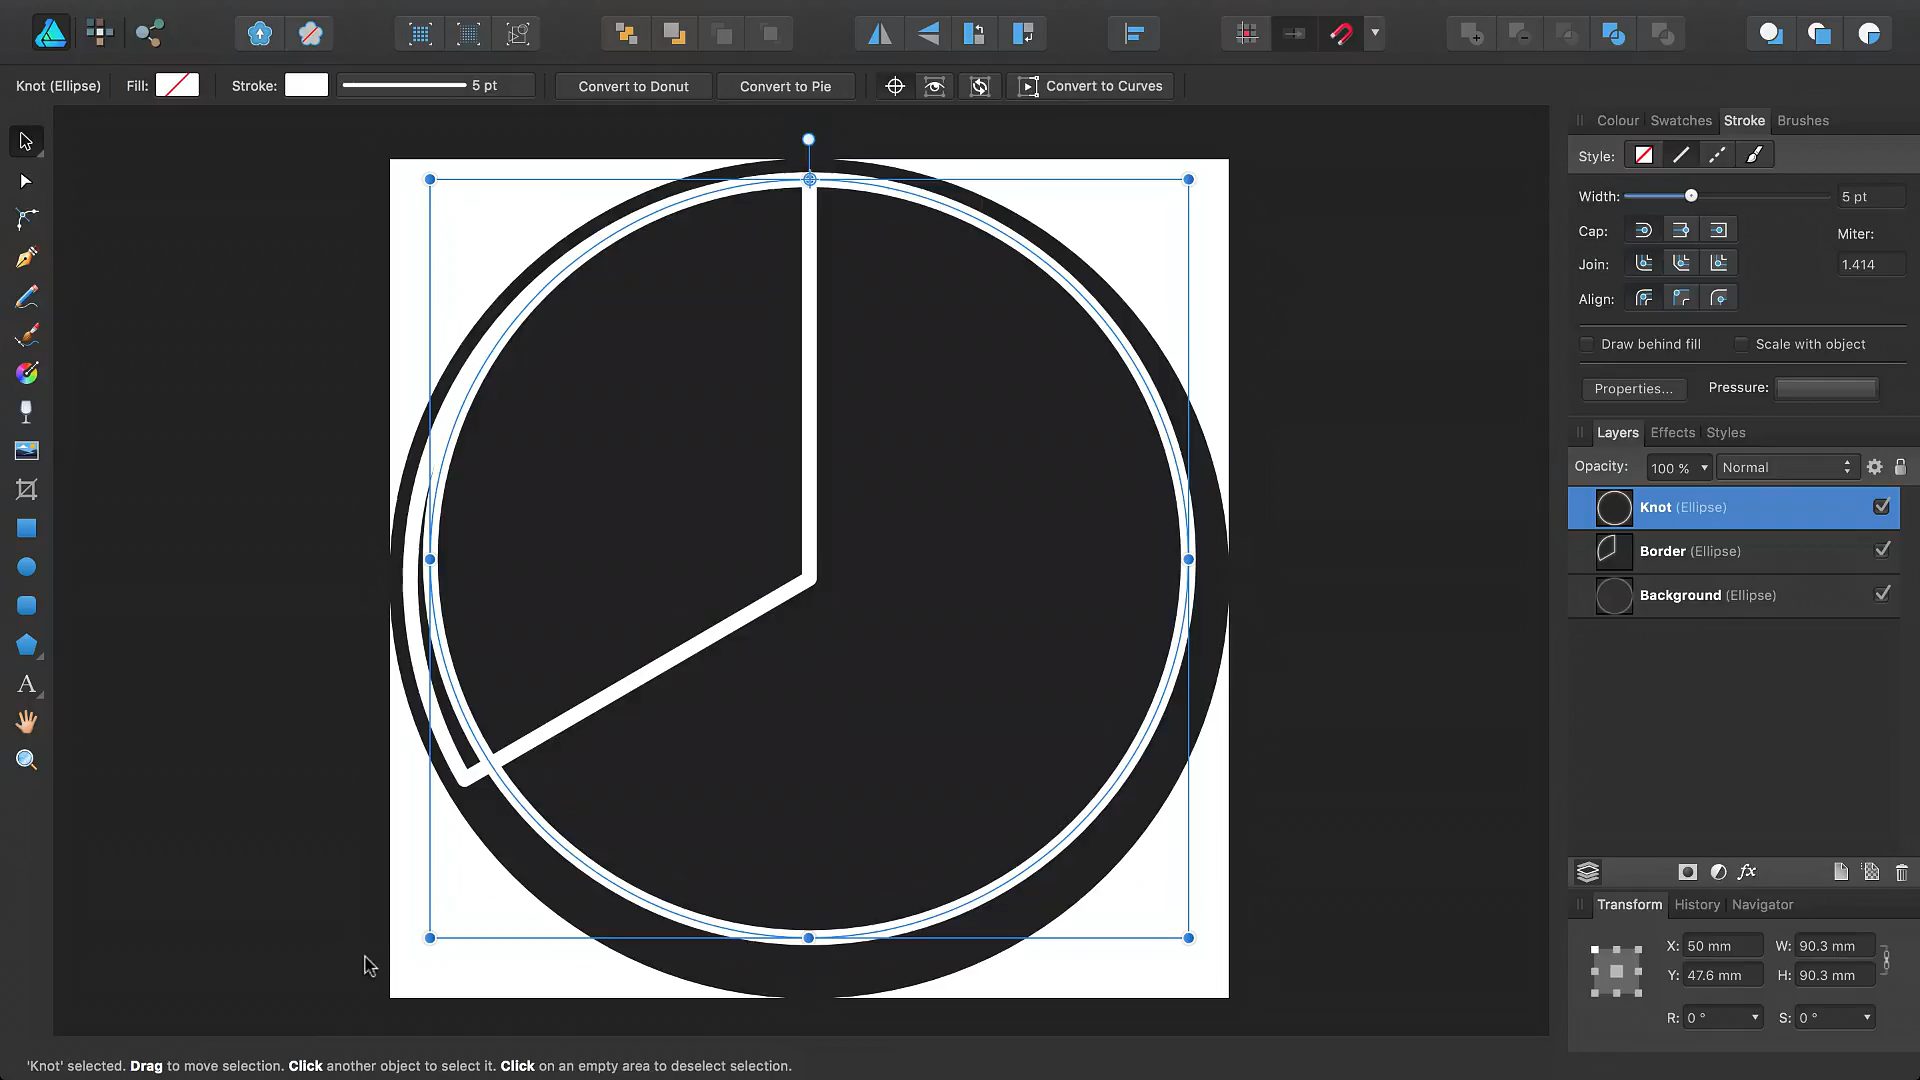 Knot (Ellipse)
Fill:
Stroke:
5 pt
Convert to Donut
Convert to Pie
Convert to Curves
Colour
Swatches
Stroke
Brushes
Style:
Width:
5 pt
Cap:
Miter:
Join:
1.414
Align:
Draw behind fill
Scale with object
Properties...
Pressure:
Layers
Effects
Styles
Opacity:
100 %
Normal
Knot (Ellipse)
Border (Ellipse)
Background (Ellipse)
fx
Transform
History
Navigator
X: 50 mm
W: 90.3 mm
Y: 47.6 mm
H: 90.3 mm
R: 0 °
S: 0 °
A
'Knot' selected. Drag to move selection. Click another object to select it. Click on an empty area to deselect selection.